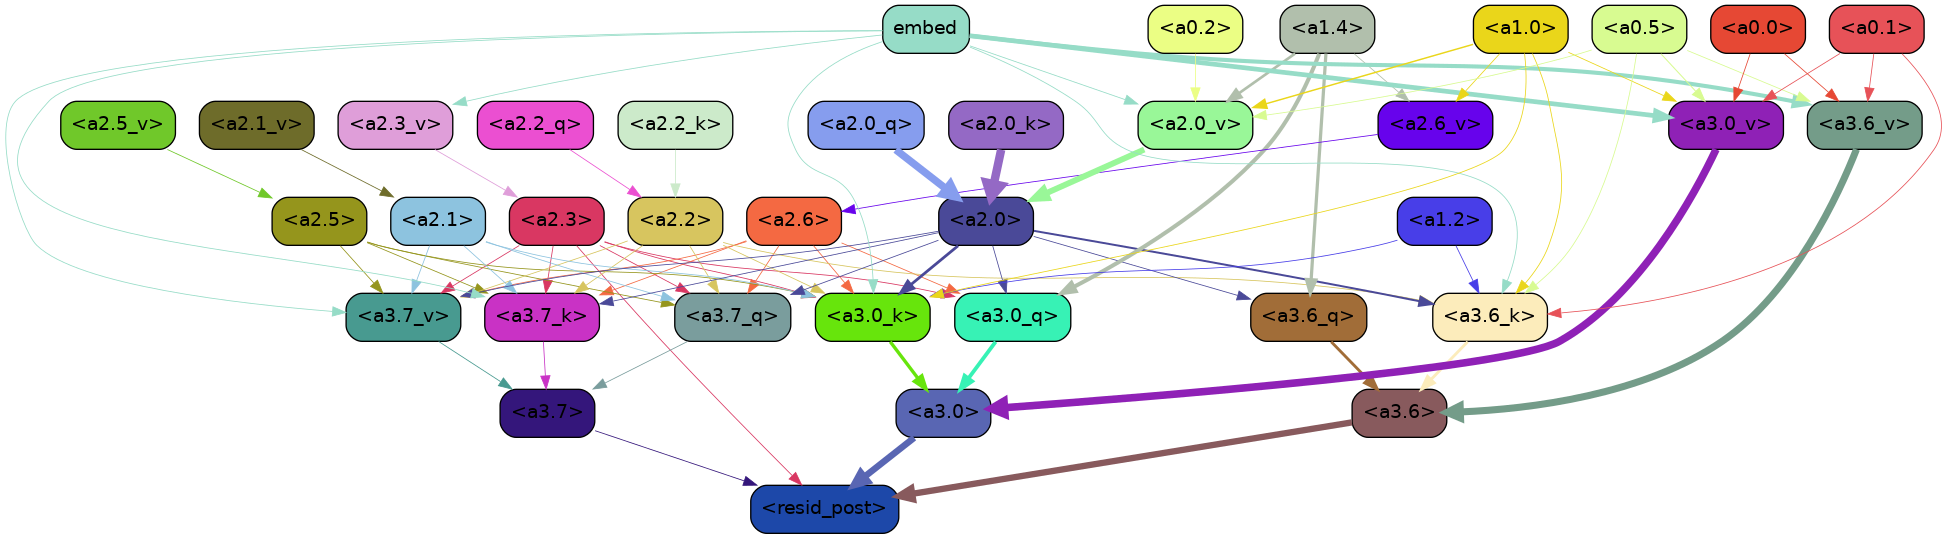 embed <a0.2> <a1.4> <a1.0> <a0.5> <a0.0> <a0.1>
<a2.5_v> <a2.1_v> <a2.3_v> <a2.2_q> <a2.2_k> <a2.0_q> <a2.0_k> <a2.0_v> <a2.6_v> <a3.0_v> <a3.6_v>
<a2.5> <a2.1> <a2.3> <a2.2> <a2.6> <a2.0> <a1.2>
<a3.7_v> <a3.7_k> <a3.7_q> <a3.0_k> <a3.0_q> <a3.6_q> <a3.6_k>
<a3.7> <a3.0> <a3.6>
<resid_post>